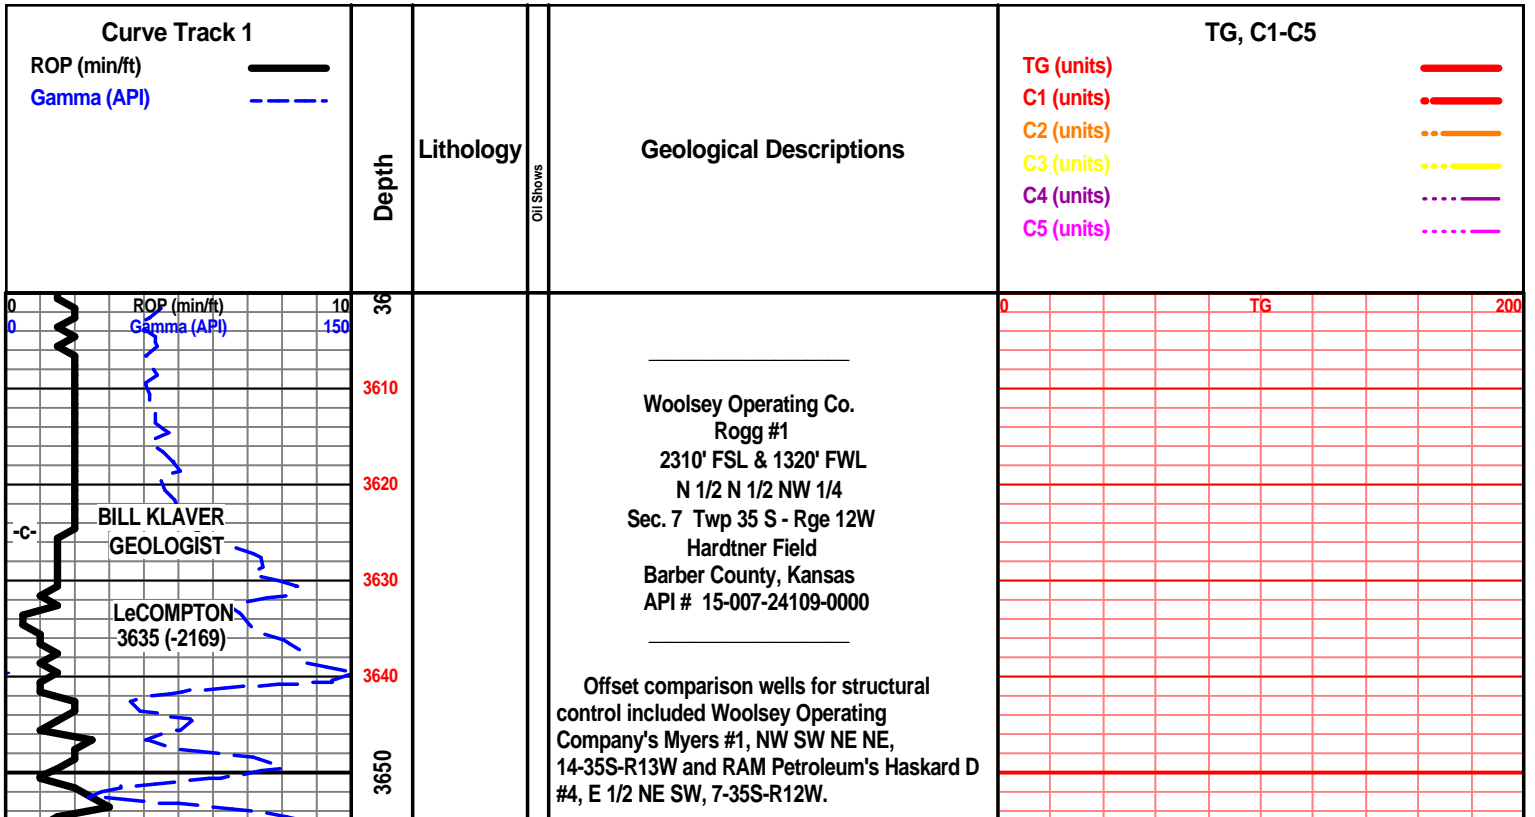 Curve Track 1
ROP (min/ft)
Gamma (API)
Depth
Lithology
Oil Shows
Geological Descriptions
TG, C1-C5
TG (units)
C1 (units)
C2 (units)
C3 (units)
C4 (units)
C5 (units)
0 ROP (min/ft) 10
0 Gamma (API) 150
36
0 TG 200
3610
3620
3630
3640
3650
-C-
BILL KLAVER
GEOLOGIST
LeCOMPTON
3635 (-2169)
Woolsey Operating Co.
Rogg #1
2310' FSL & 1320' FWL
N 1/2 N 1/2 NW 1/4
Sec. 7 Twp 35 S - Rge 12W
Hardtner Field
Barber County, Kansas
API # 15-007-24109-0000
Offset comparison wells for structural
control included Woolsey Operating
Company's Myers #1, NW SW NE NE,
14-35S-R13W and RAM Petroleum's Haskard D
#4, E 1/2 NE SW, 7-35S-R12W.